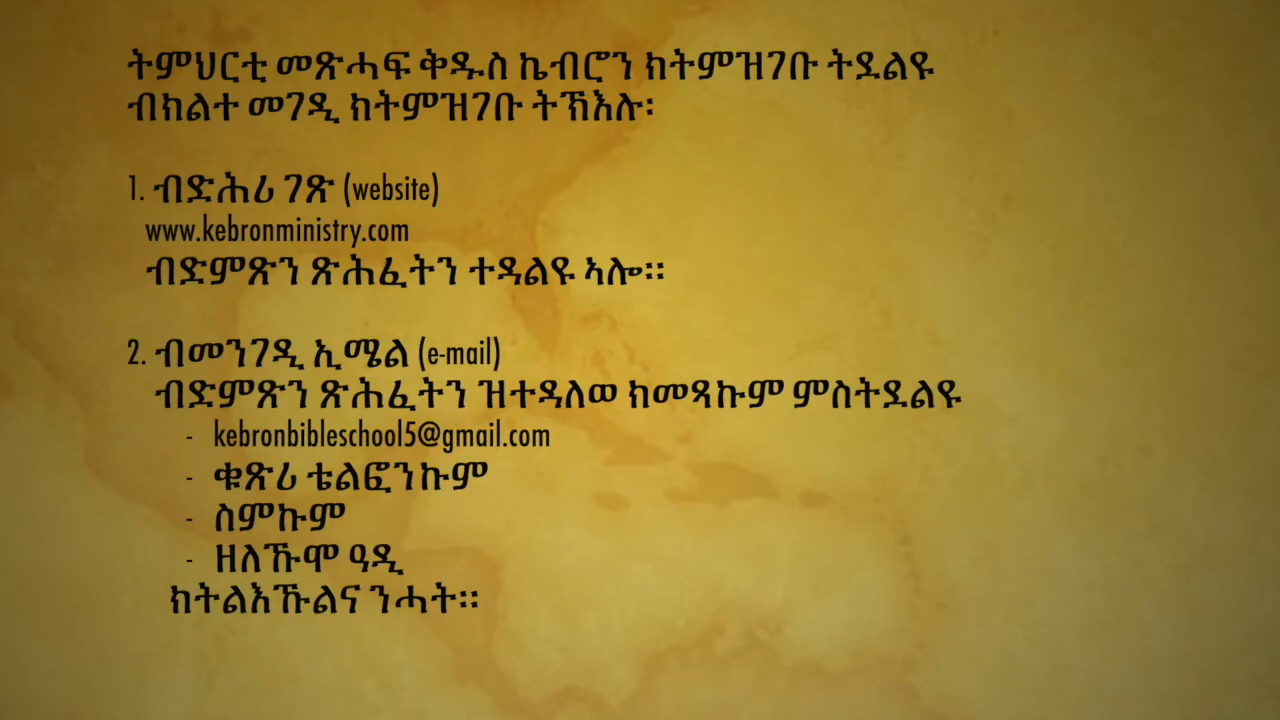 ትምህርቲ መጽሓፍ ቅዱስ ኬብሮን ክትምዝገቡ ትደልዩ
ብክልተ መገዲ ክትምዝገቡ ትኽእሉ፡
1. ብድሕሪ ገጽ (website)
www.kebronministry.com
ብድምጽን ጽሕፈትን ተዳልዩ ኣሎ።
2. ብመንገዲ ኢሜል (e-mail)
ብድምጽን ጽሕፈትን ዝተዳለወ ክመጻኩም ምስትደልዩ
- kebronbibleschool5@gmail.com
- ቁጽሪ ቴልፎንኩም
- ስምኩም
- ዘለኹሞ ዓዲ
ክትልእኹልና ንሓት።